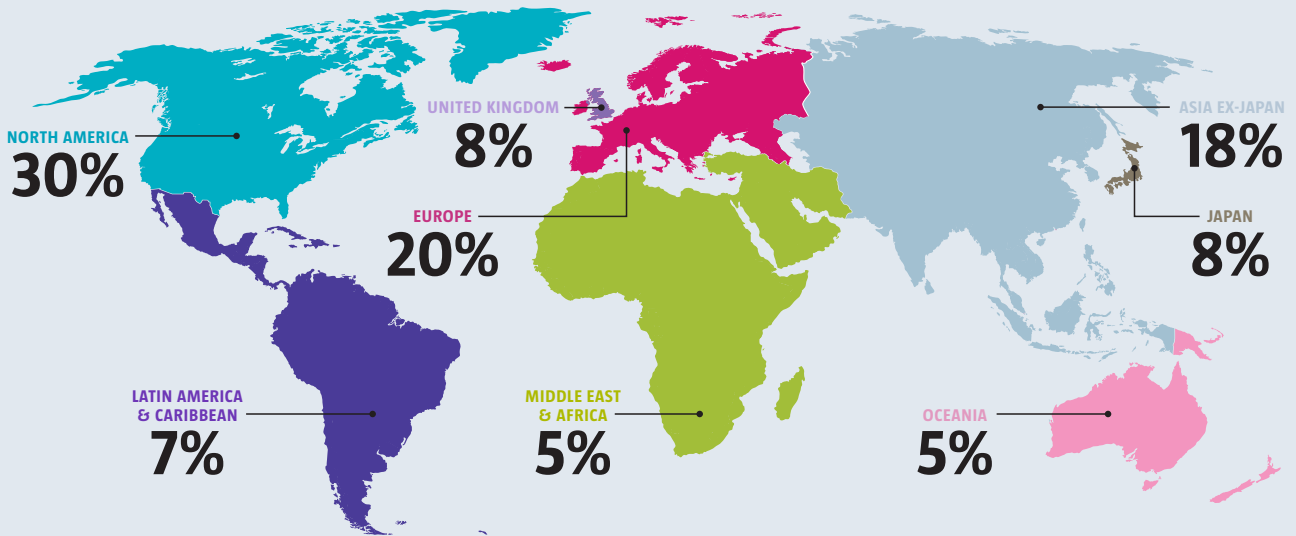 NORTH AMERICA
30%
UNITED KINGDOM
8%
EUROPE
20%
ASIA EX-JAPAN
18%
JAPAN
8%
LATIN AMERICA
& CARIBBEAN
7%
MIDDLE EAST
& AFRICA
5%
OCEANIA
5%